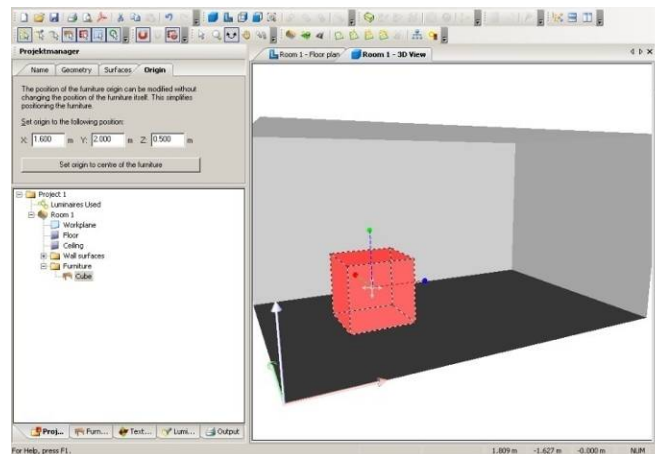 Projektmanager
Name Geometry Surfaces Origin
The position of the furniture origin can be modified without
changing the position of the furniture itself. This simplifies
positioning the furniture.
Set origin to the following position:
X: 1.600 m Y: 2.000 m Z: 0.500 m
Set origin to centre of the furniture
Project 1
Luminaires Used
Room 1
Workplane
Floor
Ceiling
Wall surfaces
Furniture
Cube
Proj... Furn... Text... Lumi... Output
Room 1 - Floor plan Room 1 - 3D View
For Help, press F1. 1.809 m -1.627 m -0.000 m NUM